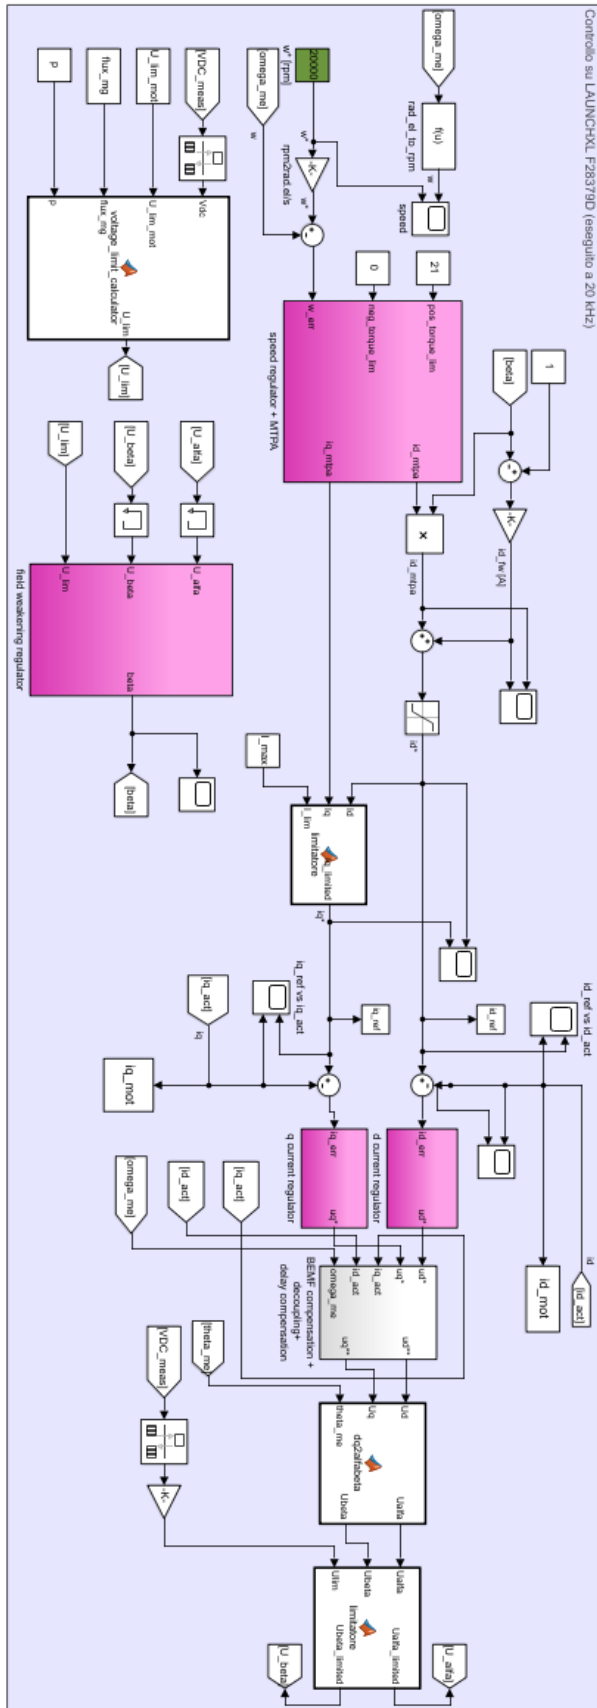 Controllo su LAUNCHXL F28379D (eseguito a 20 kHz)
[omega_me]
f(u)
rad_el_to_rpm
w
speed
20000
w* [rpm]
w*
-K-
rpm2rad.el/s
w*
[omega_me]
w
[VDC_meas]
U_lim_mot
flux_mg
p
Vdc
U_lim_mot
flux_mg
p
voltage_limit_calculator
U_lim
[U_lim]
21
0
pos_torque_lim
neg_torque_lim
w_err
id_mtpa
iq_mtpa
speed regulator + MTPA
1
[beta]
-K-
id_fw [A]
×
id_mtpa
id*
[U_alfa]
[U_beta]
[U_lim]
U_alfa
U_beta
U_lim
beta
field weakening regulator
[beta]
I_max
Id
Iq
I_lim
iq_limited
limitatore
iq*
id_ref
iq_ref
id_ref vs id_act
iq_ref vs iq_act
[iq_act]
iq
iq_mot
id
[id_act]
id_mot
id_err
ud*
d current regulator
iq_err
uq*
q current regulator
[iq_act]
[id_act]
[omega_me]
ud*
uq*
iq_act
id_act
omega_me
ud**
uq**
BEMF compensation +
decoupling+
delay compensation
[theta_me]
Ud
Uq
theta_me
dq2alfabeta
Ualfa
Ubeta
[VDC_meas]
-K-
Ualfa
Ubeta
Ulim
limitatore
Ualfa_limited
Ubeta_limited
[U_alfa]
[U_beta]